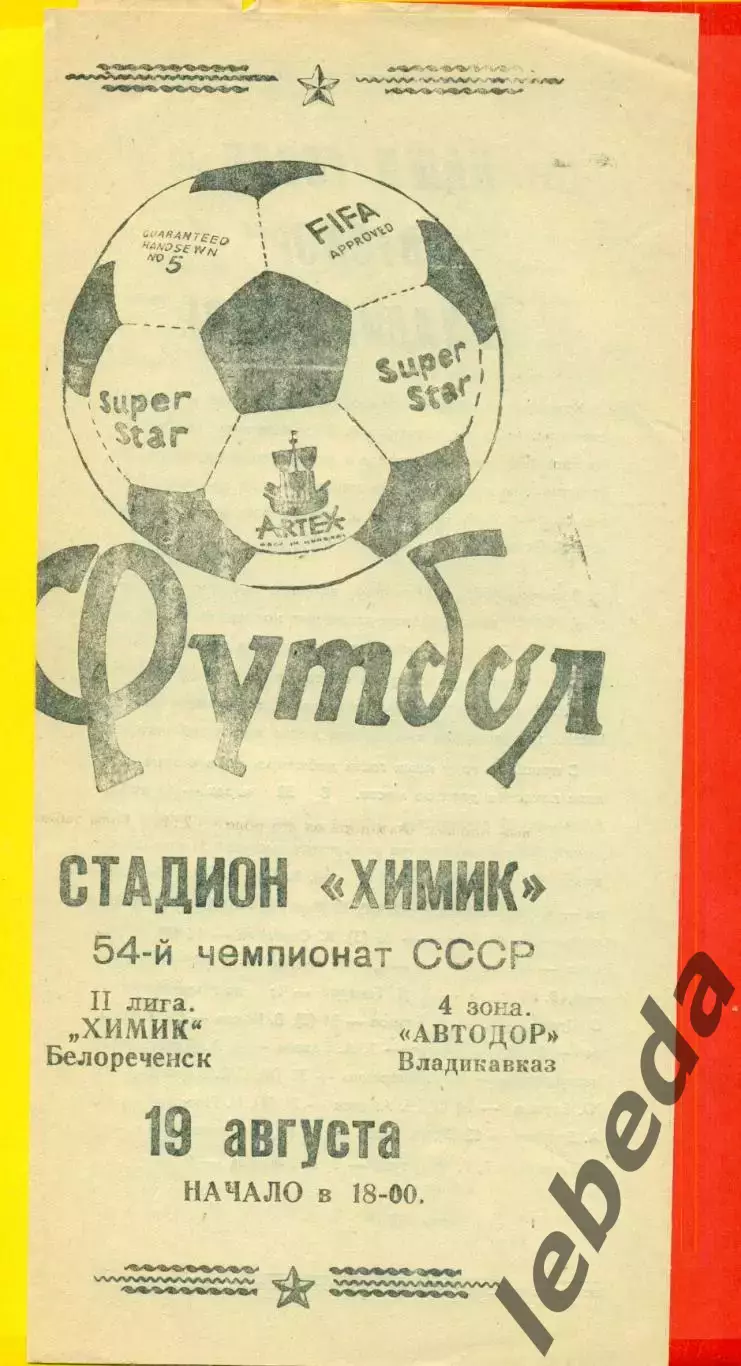 GUARANTEED
HANDSEWN
NO 5
FIFA
APPROVED
Super
Star
Super
Star
ARTEX
Футбол
СТАДИОН «ХИМИК»
54-й чемпионат СССР
II лига.
„ХИМИК“
Белореченск
4 зона.
«АВТОДОР»
Владикавказ
19 августа
НАЧАЛО в 18-00.
lebeda